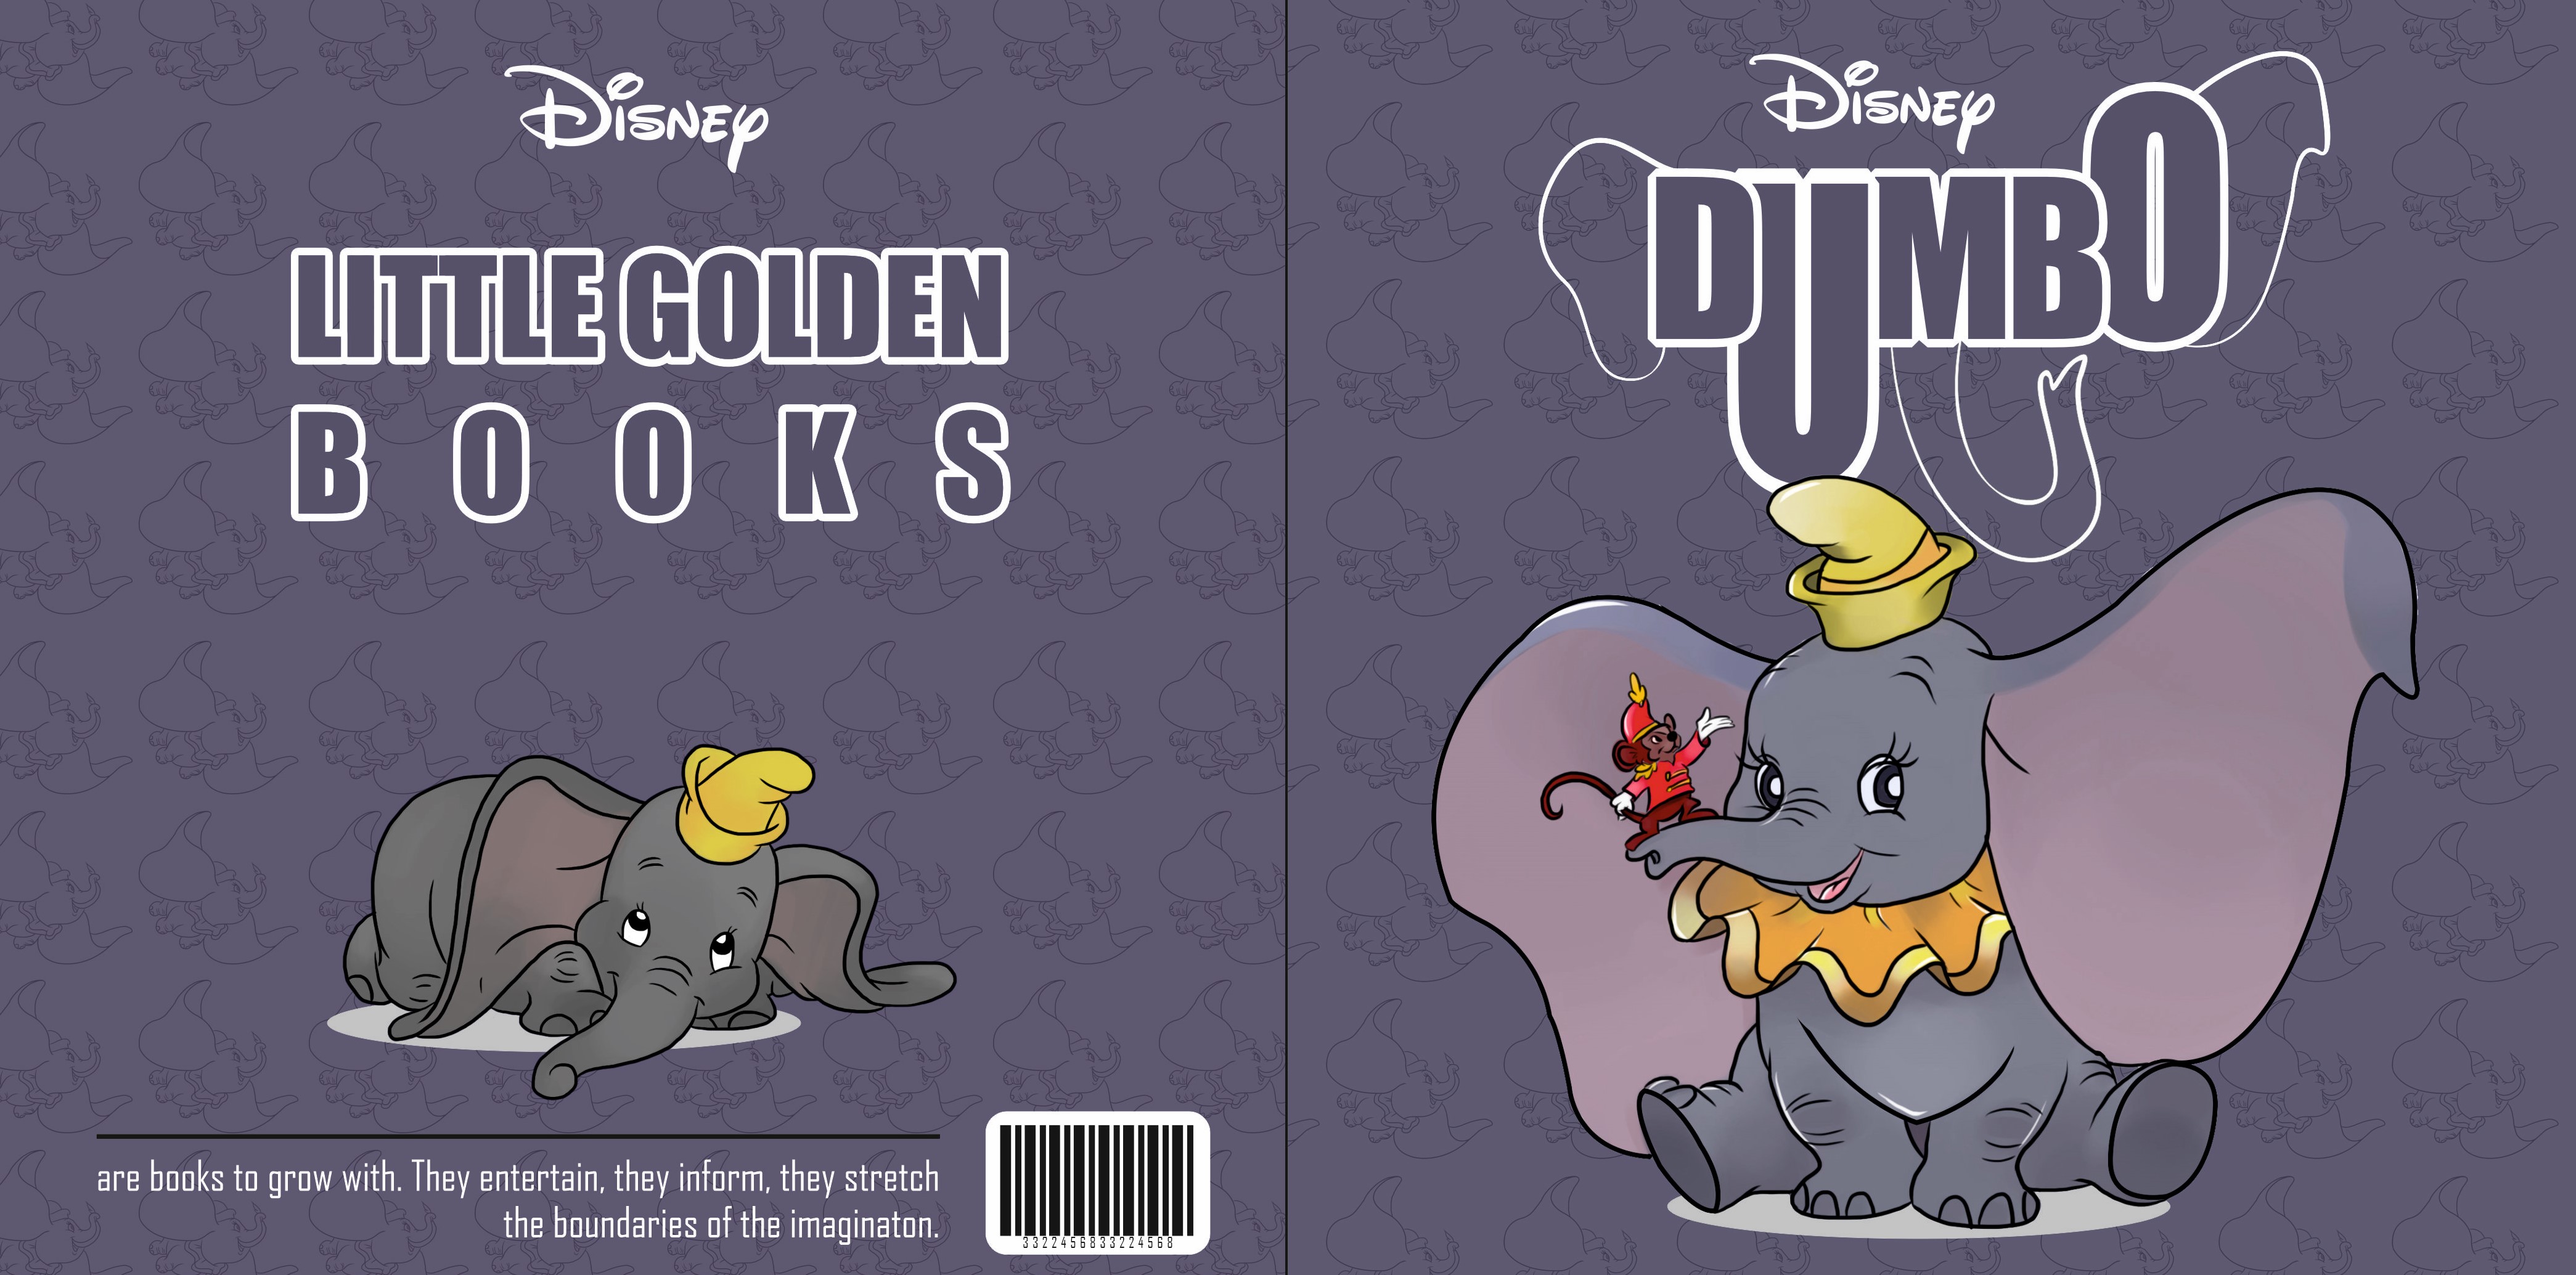 Disney
LITTLE GOLDEN
BOOKS
are books to grow with. They entertain, they inform, they stretch
the boundaries of the imaginaton.
3322456833224568
Disney
DUMBO